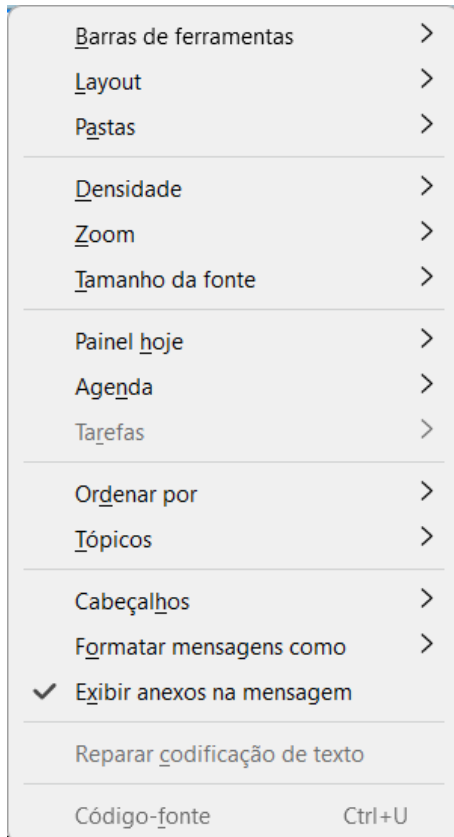 Barras de ferramentas
Layout
Pastas
Densidade
Zoom
Tamanho da fonte
Painel hoje
Agenda
Tarefas
Ordenar por
Tópicos
Cabeçalhos
Formatar mensagens como
Exibir anexos na mensagem
Reparar codificação de texto
Código-fonte Ctrl+U